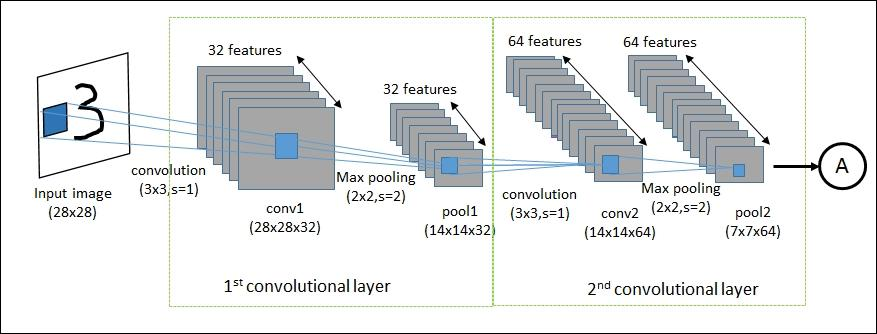 32 features
64 features
64 features
32 features
3
A
Input image
(28x28)
convolution
(3x3,s=1)
conv1
(28x28x32)
Max pooling
(2x2,s=2)
pool1
(14x14x32)
convolution
(3x3,s=1)
conv2
(14x14x64)
Max pooling
(2x2,s=2)
pool2
(7x7x64)
1st convolutional layer
2nd convolutional layer